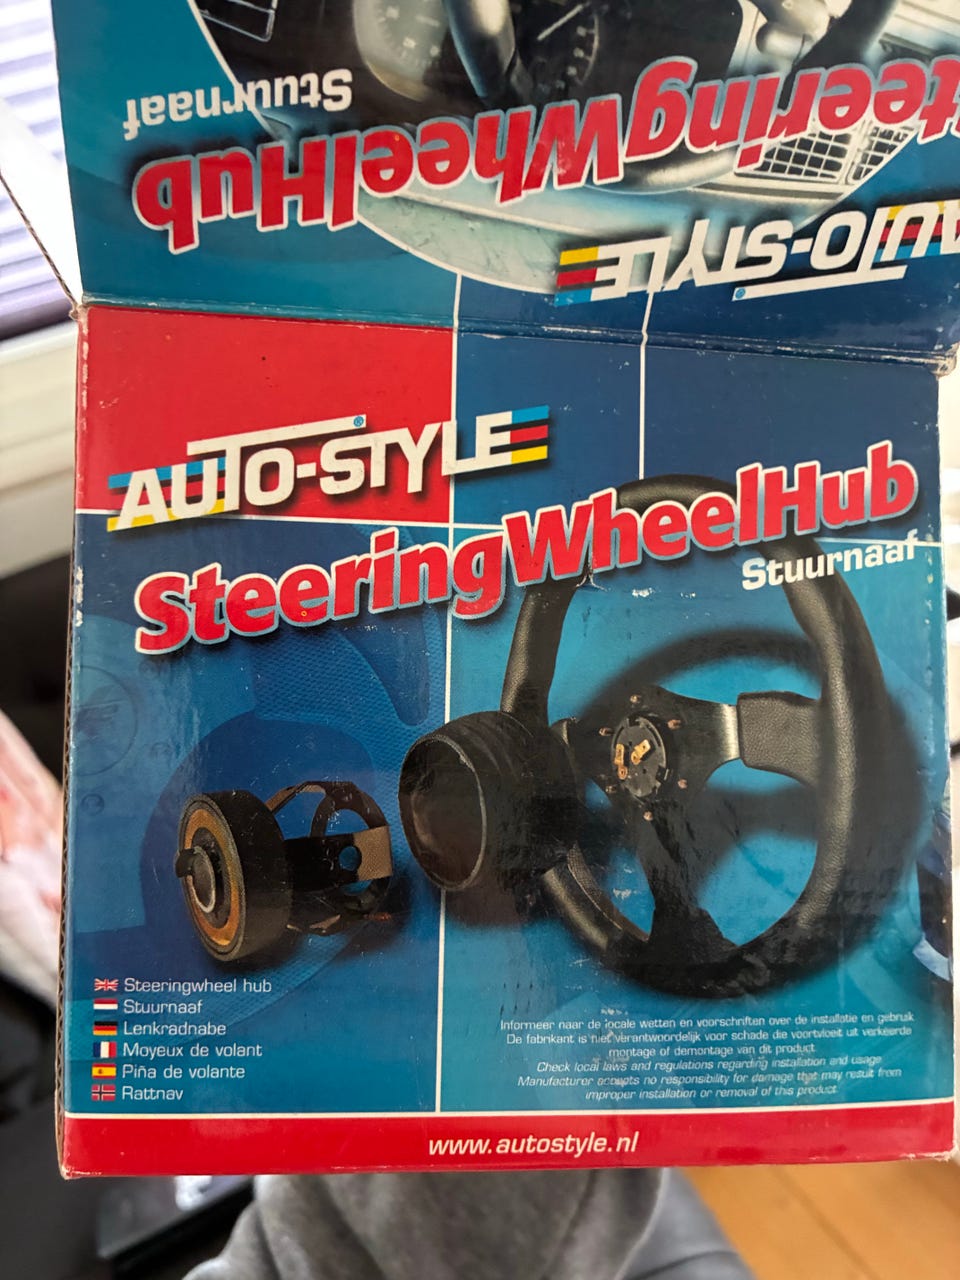 Stuurnaaf
SteeringWheelHub
AUTO-STYLE
AUTO-STYLE®
SteeringWheelHub
Stuurnaaf
Steeringwheel hub
Stuurnaaf
Lenkradnabe
Moyeux de volant
Piña de volante
Rattnav
Informeer naar de locale wetten en voorschriften over de installatie en gebruik
De fabrikant is niet verantwoordelijk voor schade die voortvloeit uit verkeerde
montage of demontage van dit product
Check local laws and regulations regarding installation and usage
Manufacturer accepts no responsibility for damage that may result from
improper installation or removal of this product
www.autostyle.nl